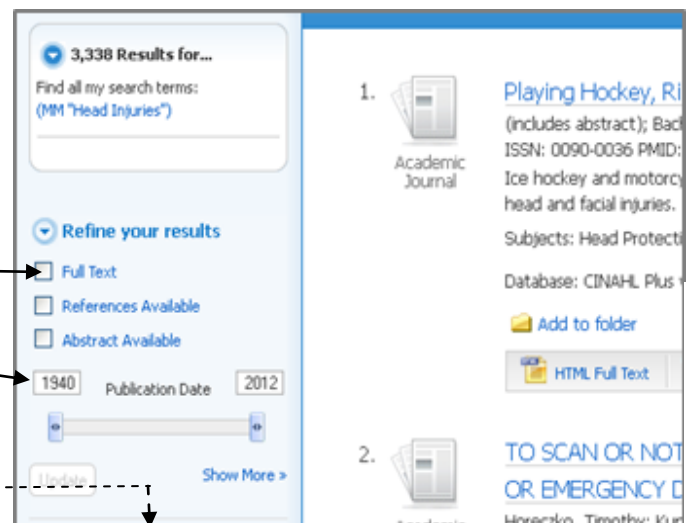 3,338 Results for...
Find all my search terms:
(MM "Head Injuries")
Refine your results
Full Text
References Available
Abstract Available
1940 Publication Date 2012
Update Show More »
1.
Academic
Journal
Playing Hockey, Ri
(includes abstract); Bac
ISSN: 0090-0036 PMID:
Ice hockey and motorcy
head and facial injuries.
Subjects: Head Protecti
Database: CINAHL Plus
Add to folder
HTML Full Text
2.
TO SCAN OR NOT
OR EMERGENCY D
Horeczko, Timothy;